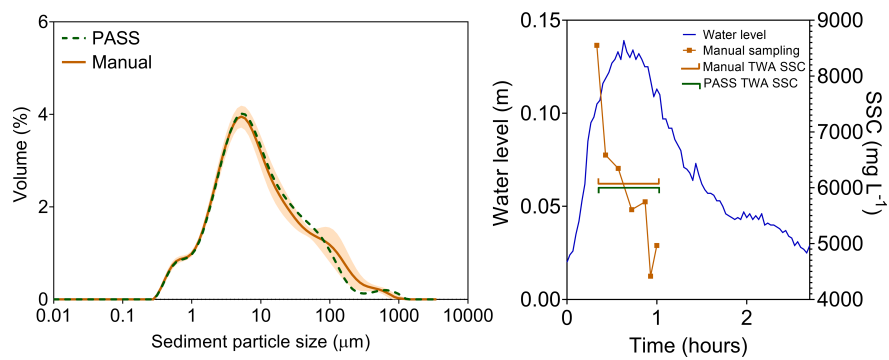 6
4
2
0
Volume (%)
PASS
Manual
0.01 0.1 1 10 100 1000 10000
Sediment particle size (μm)
0.15
0.10
0.05
0.00
Water level (m)
Water level
Manual sampling
Manual TWA SSC
PASS TWA SSC
9000
8000
7000
6000
5000
4000
SSC (mg L⁻¹)
0 1 2
Time (hours)